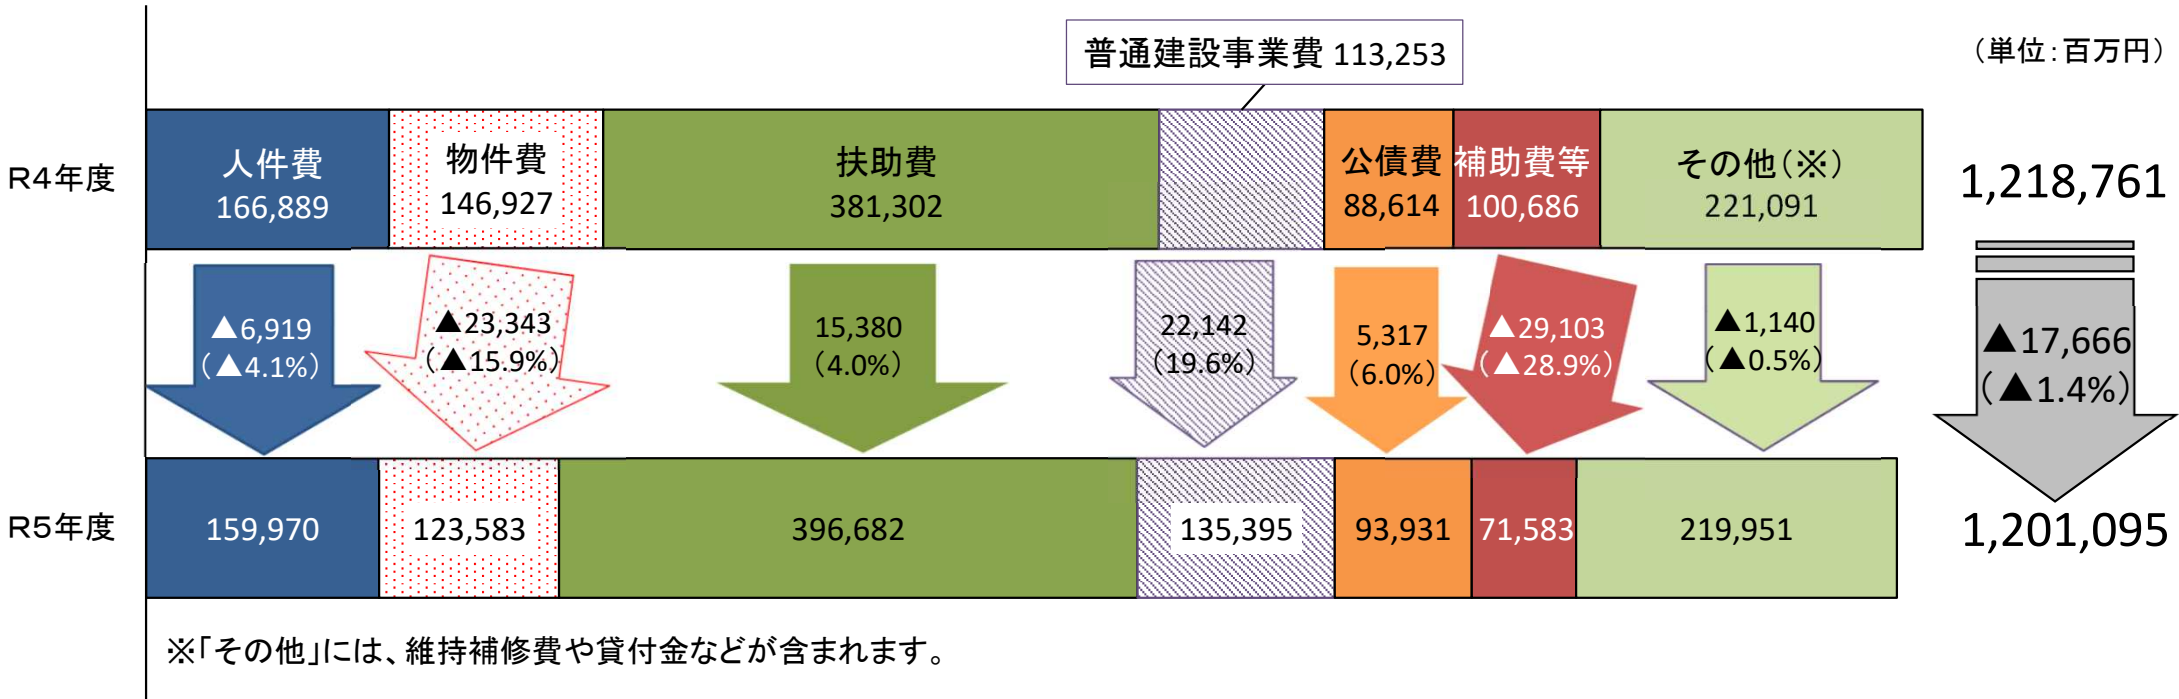 普通建設事業費 113,253
（単位：百万円）
R4年度
人件費
166,889
物件費
146,927
扶助費
381,302
公債費
88,614
補助費等
100,686
その他（※）
221,091
1,218,761
▲6,919
（▲4.1%）
▲23,343
（▲15.9%）
15,380
（4.0%）
22,142
（19.6%）
5,317
（6.0%）
▲29,103
（▲28.9%）
▲1,140
（▲0.5%）
▲17,666
（▲1.4%）
R5年度
159,970
123,583
396,682
135,395
93,931
71,583
219,951
1,201,095
※「その他」には、維持補修費や貸付金などが含まれます。